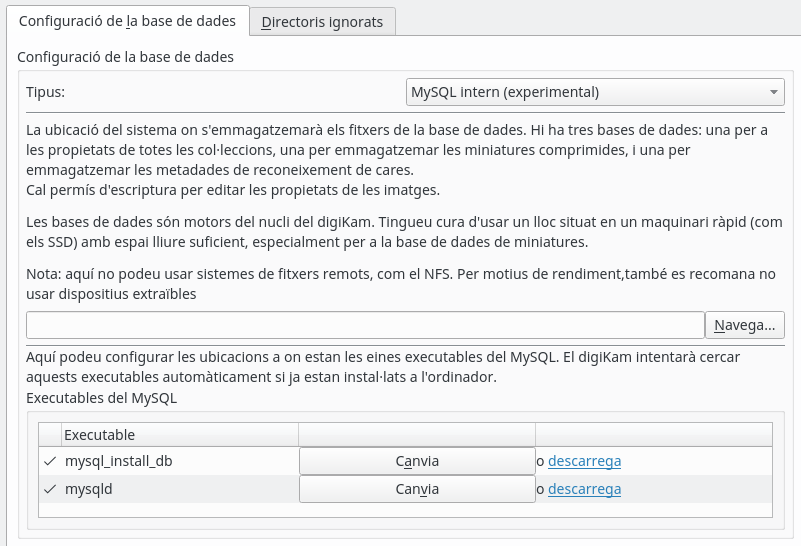 Configuració de la base de dades
Directoris ignorats
Configuració de la base de dades
Tipus:
MySQL intern (experimental)
La ubicació del sistema on s'emmagatzemarà els fitxers de la base de dades. Hi ha tres bases de dades: una per a
les propietats de totes les col·leccions, una per emmagatzemar les miniatures comprimides, i una per
emmagatzemar les metadades de reconeixement de cares.
Cal permís d'escriptura per editar les propietats de les imatges.
Les bases de dades són motors del nucli del digiKam. Tingueu cura d'usar un lloc situat en un maquinari ràpid (com
els SSD) amb espai lliure suficient, especialment per a la base de dades de miniatures.
Nota: aquí no podeu usar sistemes de fitxers remots, com el NFS. Per motius de rendiment,també es recomana no
usar dispositius extraïbles
Navega...
Aquí podeu configurar les ubicacions a on estan les eines executables del MySQL. El digiKam intentarà cercar
aquests executables automàticament si ja estan instal·lats a l'ordinador.
Executables del MySQL
Executable
mysql_install_db Canvia o descarrega
mysqld Canvia o descarrega